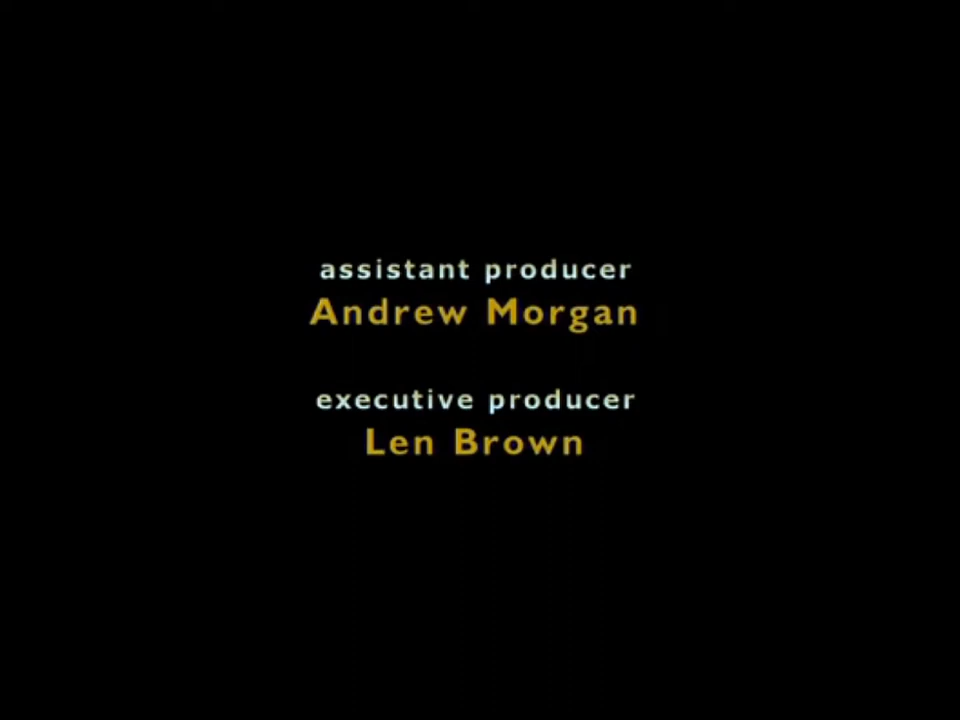 assistant producer
Andrew Morgan
executive producer
Len Brown